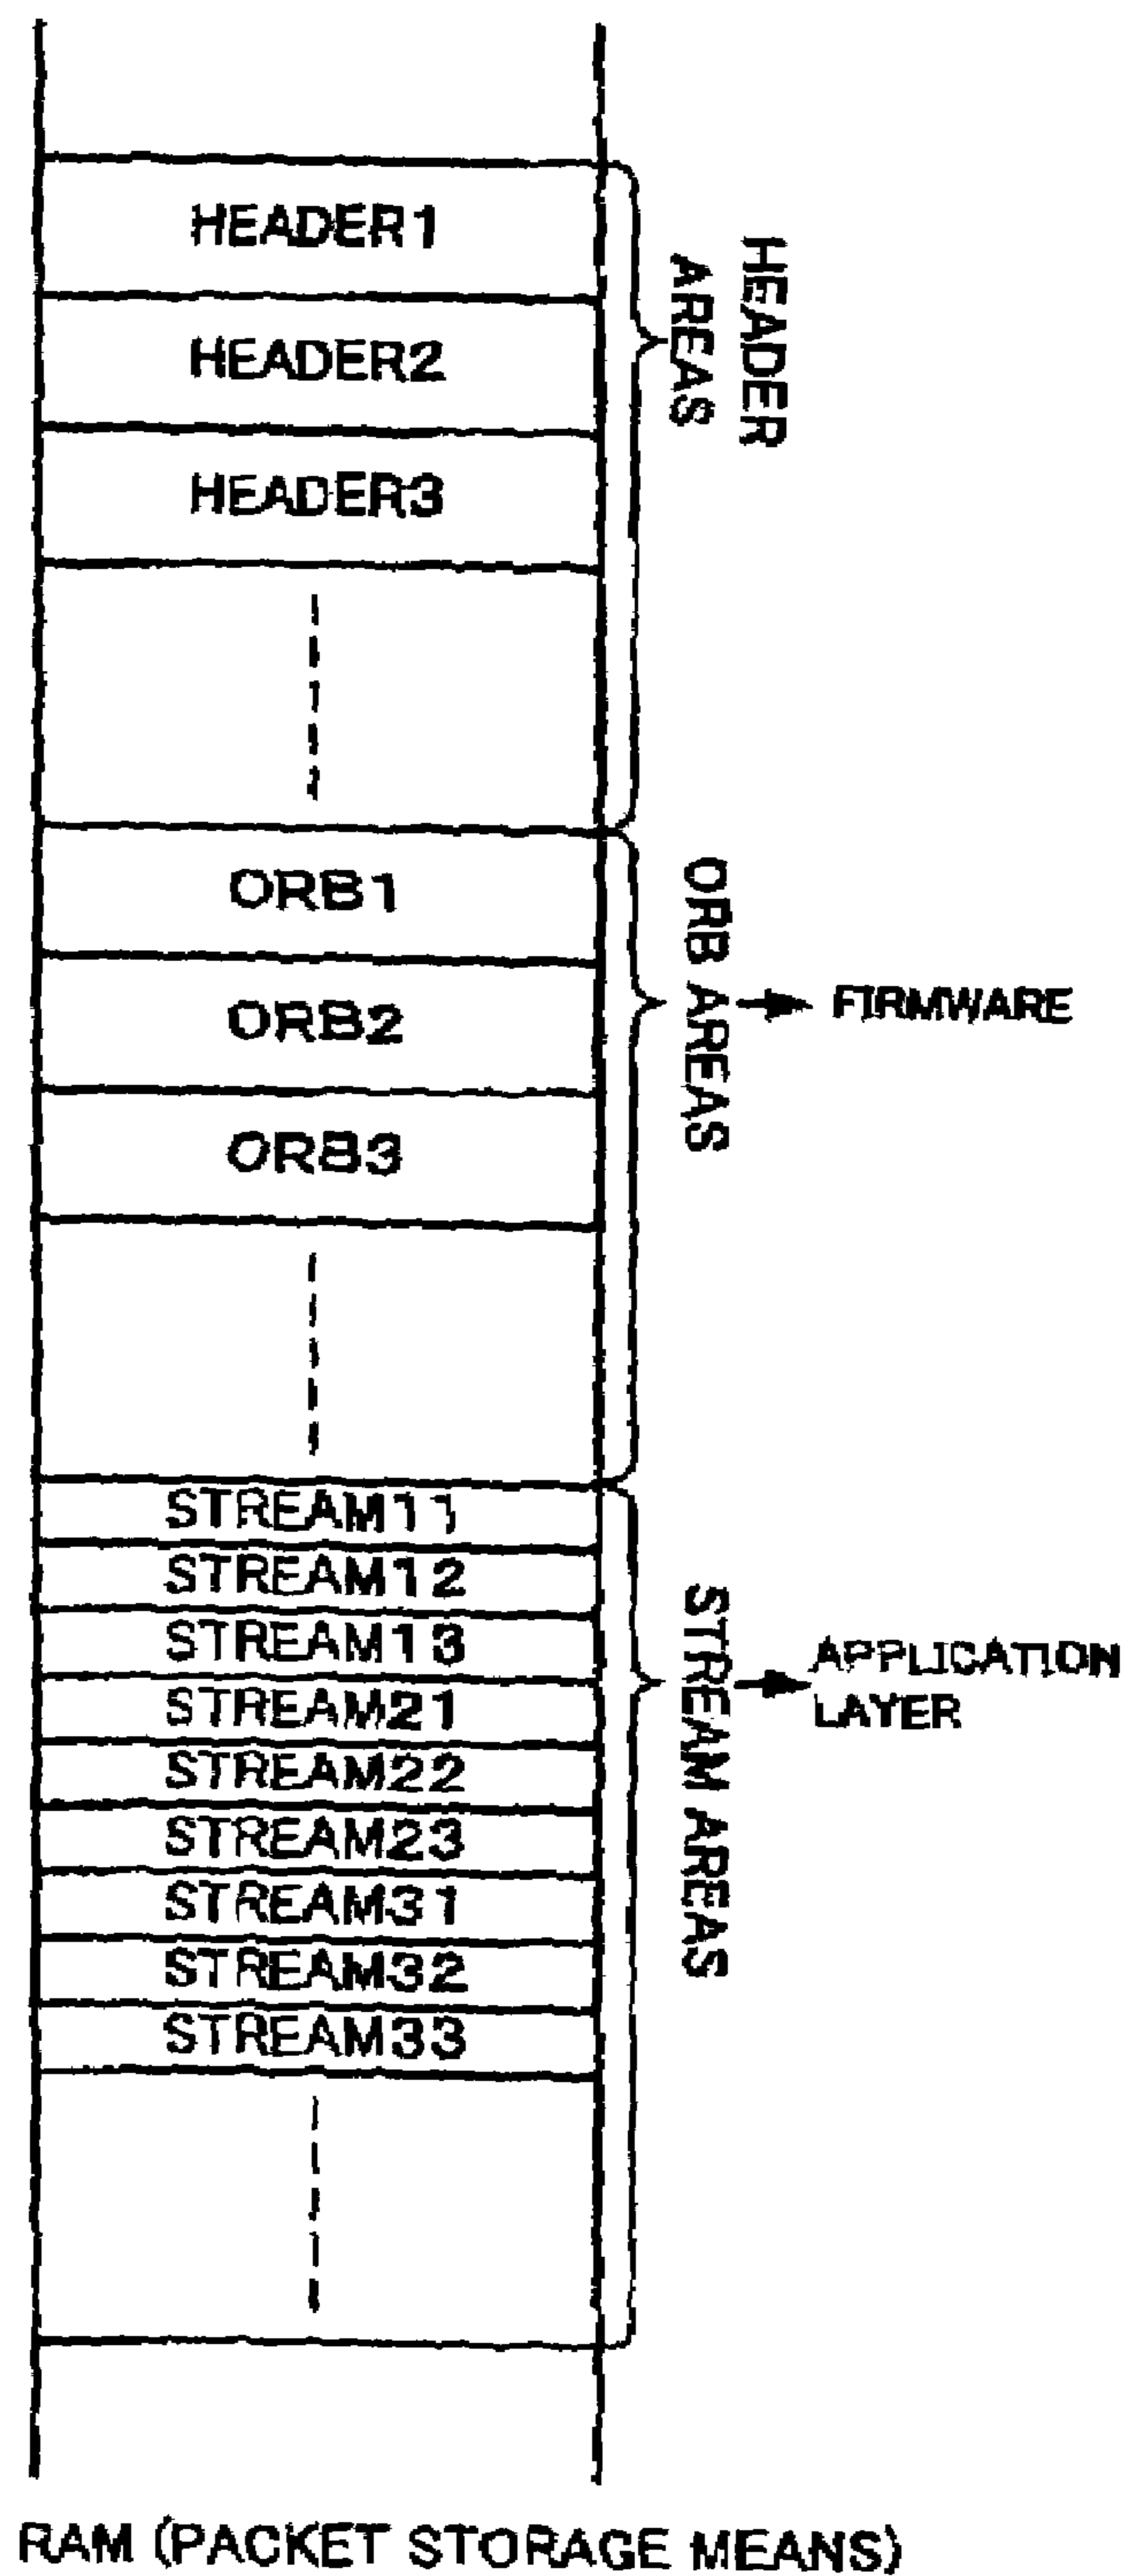 HEADER1
HEADER2
HEADER3
HEADER
AREAS
ORB1
ORB2
ORB3
ORB AREAS
FIRMWARE
STREAM11
STREAM12
STREAM13
STREAM21
STREAM22
STREAM23
STREAM31
STREAM32
STREAM33
STREAM AREAS
APPLICATION
LAYER
RAM (PACKET STORAGE MEANS)